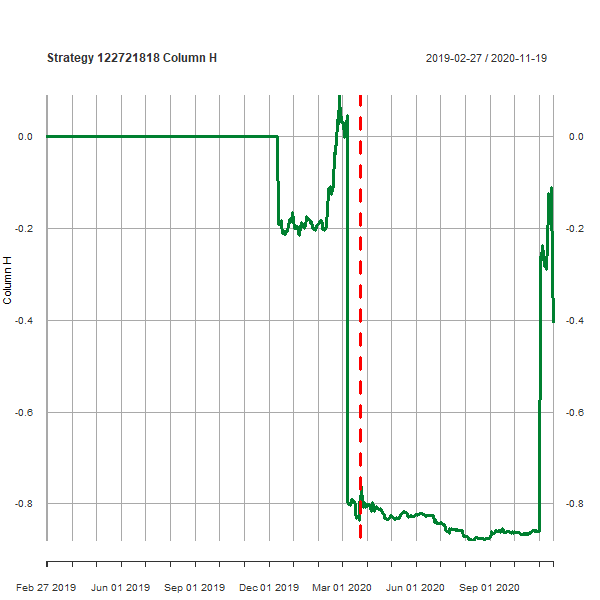 Strategy 122721818 Column H
2019-02-27 / 2020-11-19
0.0 0.0
-0.2 -0.2
Column H
-0.4 -0.4
-0.6 -0.6
-0.8 -0.8
Feb 27 2019 Jun 01 2019 Sep 01 2019 Dec 01 2019 Mar 01 2020 Jun 01 2020 Sep 01 2020